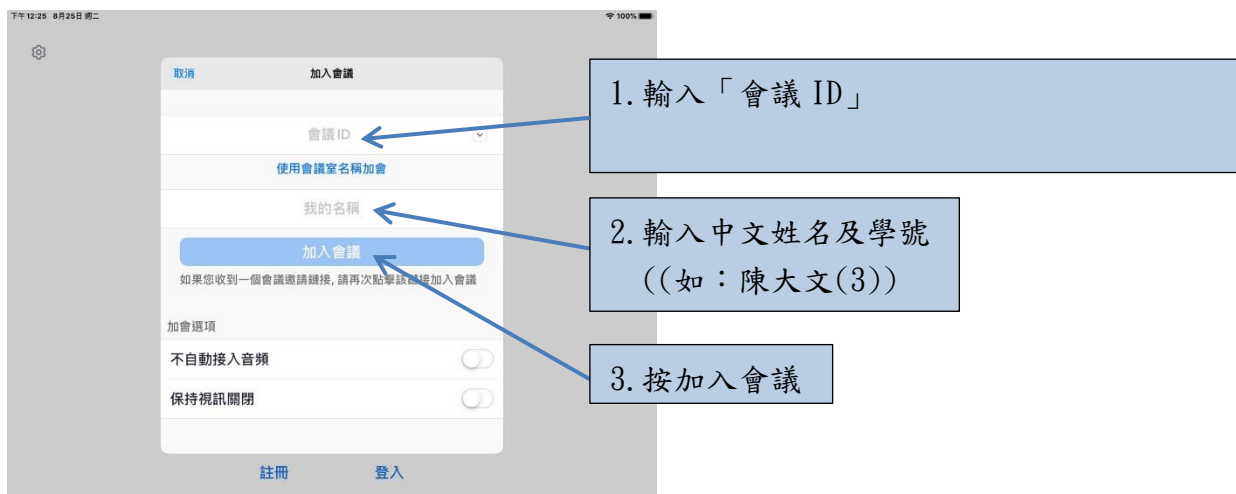 下午12:25 8月25日 週二
100%
取消
加入會議
會議 ID
使用會議室名稱加會
我的名稱
加入會議
如果您收到一個會議邀請鏈接, 請再次點擊該鏈接加入會議
加會選項
不自動接入音頻
保持視訊關閉
註冊
登入
1.輸入「會議 ID」
2.輸入中文姓名及學號
((如：陳大文(3))
3.按加入會議